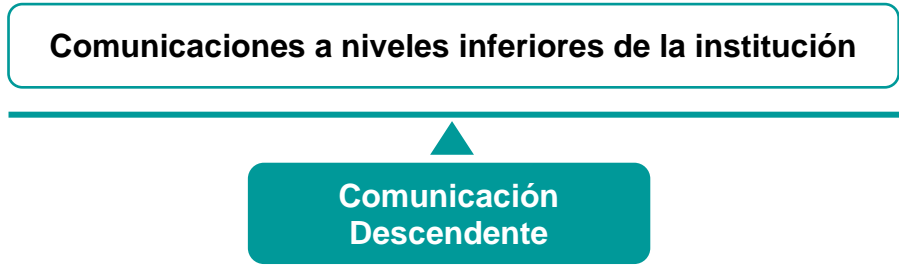 Comunicaciones a niveles inferiores de la institución
Comunicación
Descendente